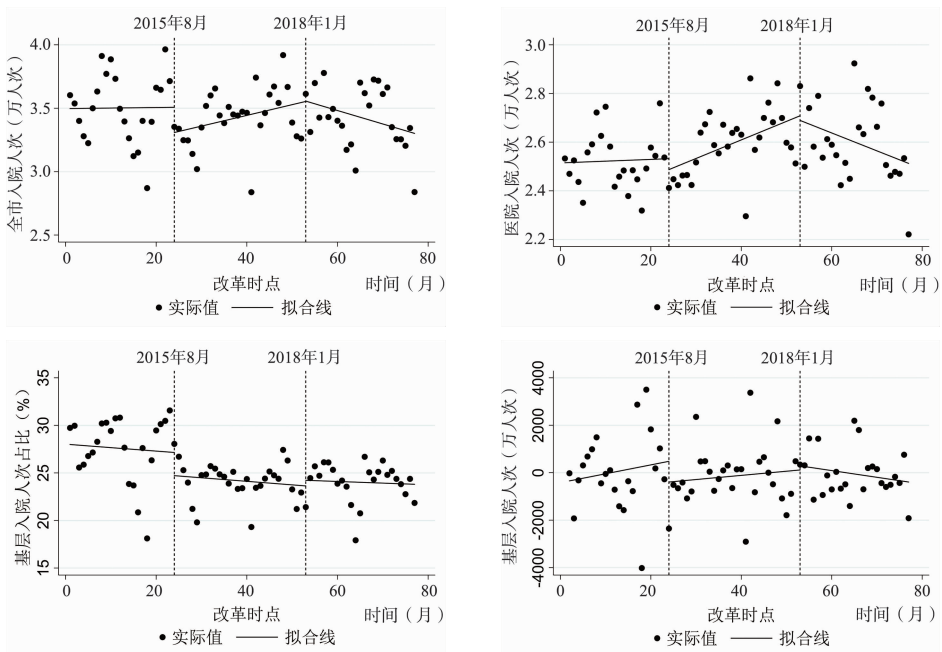 2015年8月 2018年1月
全市入院人次（万人次）
4.0
3.5
3.0
2.5
0 20 40 60 80
改革时点 时间（月）
实际值 拟合线
2015年8月 2018年1月
医院入院人次（万人次）
3.0
2.8
2.6
2.4
2.2
0 20 40 60 80
改革时点 时间（月）
实际值 拟合线
2015年8月 2018年1月
基层入院人次占比（%）
35
30
25
20
15
0 20 40 60 80
改革时点 时间（月）
实际值 拟合线
2015年8月 2018年1月
基层入院人次（万人次）
4000
2000
0
-2000
-4000
0 20 40 60 80
改革时点 时间（月）
实际值 拟合线